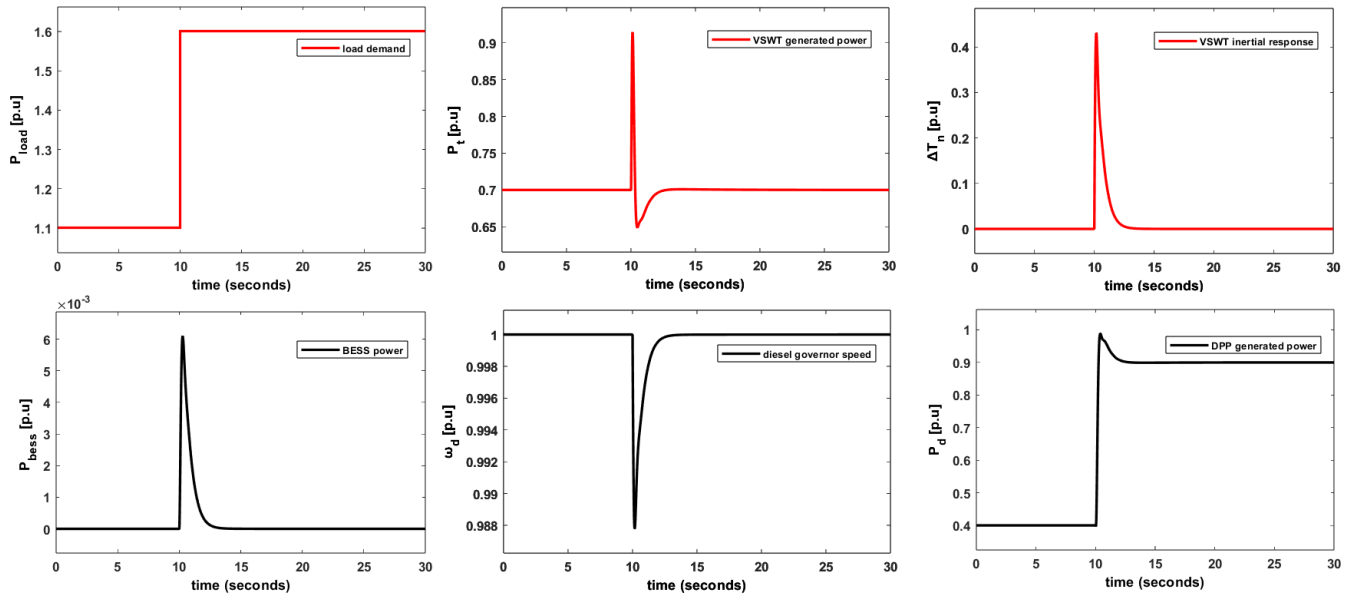 1.6
1.5
1.4
1.3
1.2
1.1
P_load [p.u]
load demand
0 5 10 15 20 25 30
time (seconds)
0.9
0.85
0.8
0.75
0.7
0.65
P_t [p.u]
VSWT generated power
0 5 10 15 20 25 30
time (seconds)
0.4
0.3
0.2
0.1
0
ΔT_n [p.u]
VSWT inertial response
0 5 10 15 20 25 30
time (seconds)
×10^-3
6
5
4
3
2
1
0
P_bess [p.u]
BESS power
0 5 10 15 20 25 30
time (seconds)
1
0.998
0.996
0.994
0.992
0.99
0.988
ω_d [p.u]
diesel governor speed
0 5 10 15 20 25 30
time (seconds)
1
0.9
0.8
0.7
0.6
0.5
0.4
P_d [p.u]
DPP generated power
0 5 10 15 20 25 30
time (seconds)